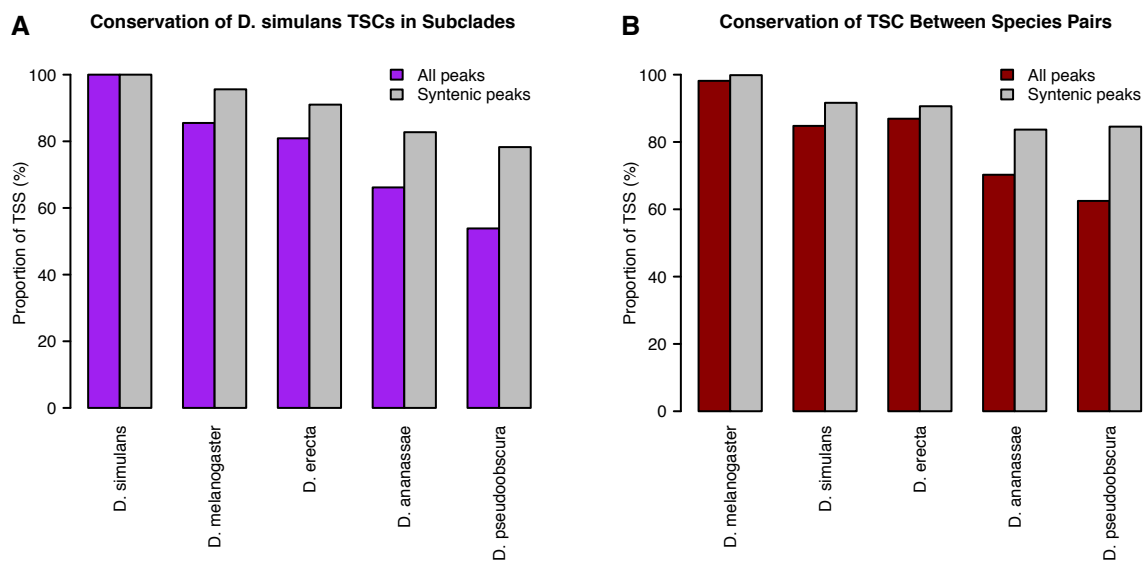 A
Conservation of D. simulans TSCs in Subclades
All peaks
Syntenic peaks
Proportion of TSS (%)
100
80
60
40
20
0
D. simulans
D. melanogaster
D. erecta
D. ananassae
D. pseudoobscura
B
Conservation of TSC Between Species Pairs
All peaks
Syntenic peaks
Proportion of TSS (%)
100
80
60
40
20
0
D. melanogaster
D. simulans
D. erecta
D. ananassae
D. pseudoobscura